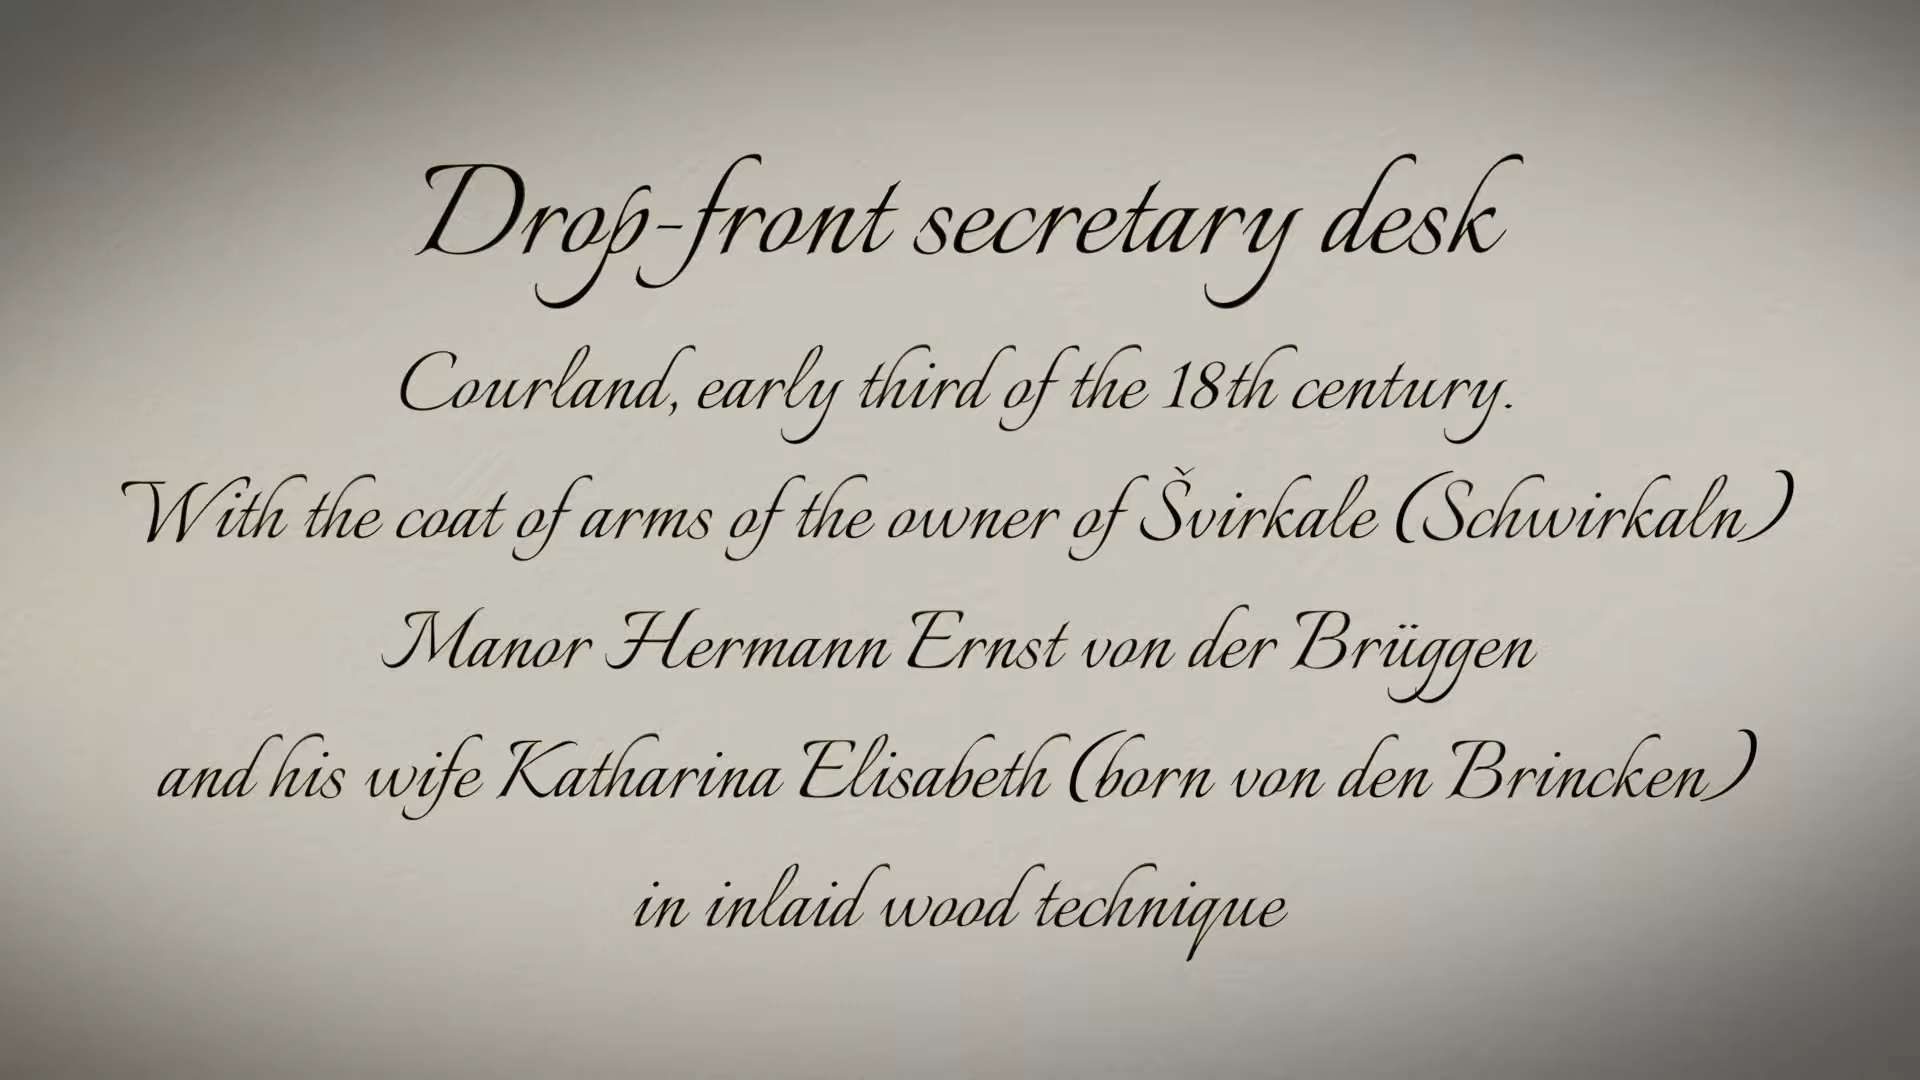 Drop-front secretary desk
Courland, early third of the 18th century.
With the coat of arms of the owner of Švirkale (Schwirkaln)
Manor Hermann Ernst von der Brüggen
and his wife Katharina Elisabeth (born von den Brincken)
in inlaid wood technique